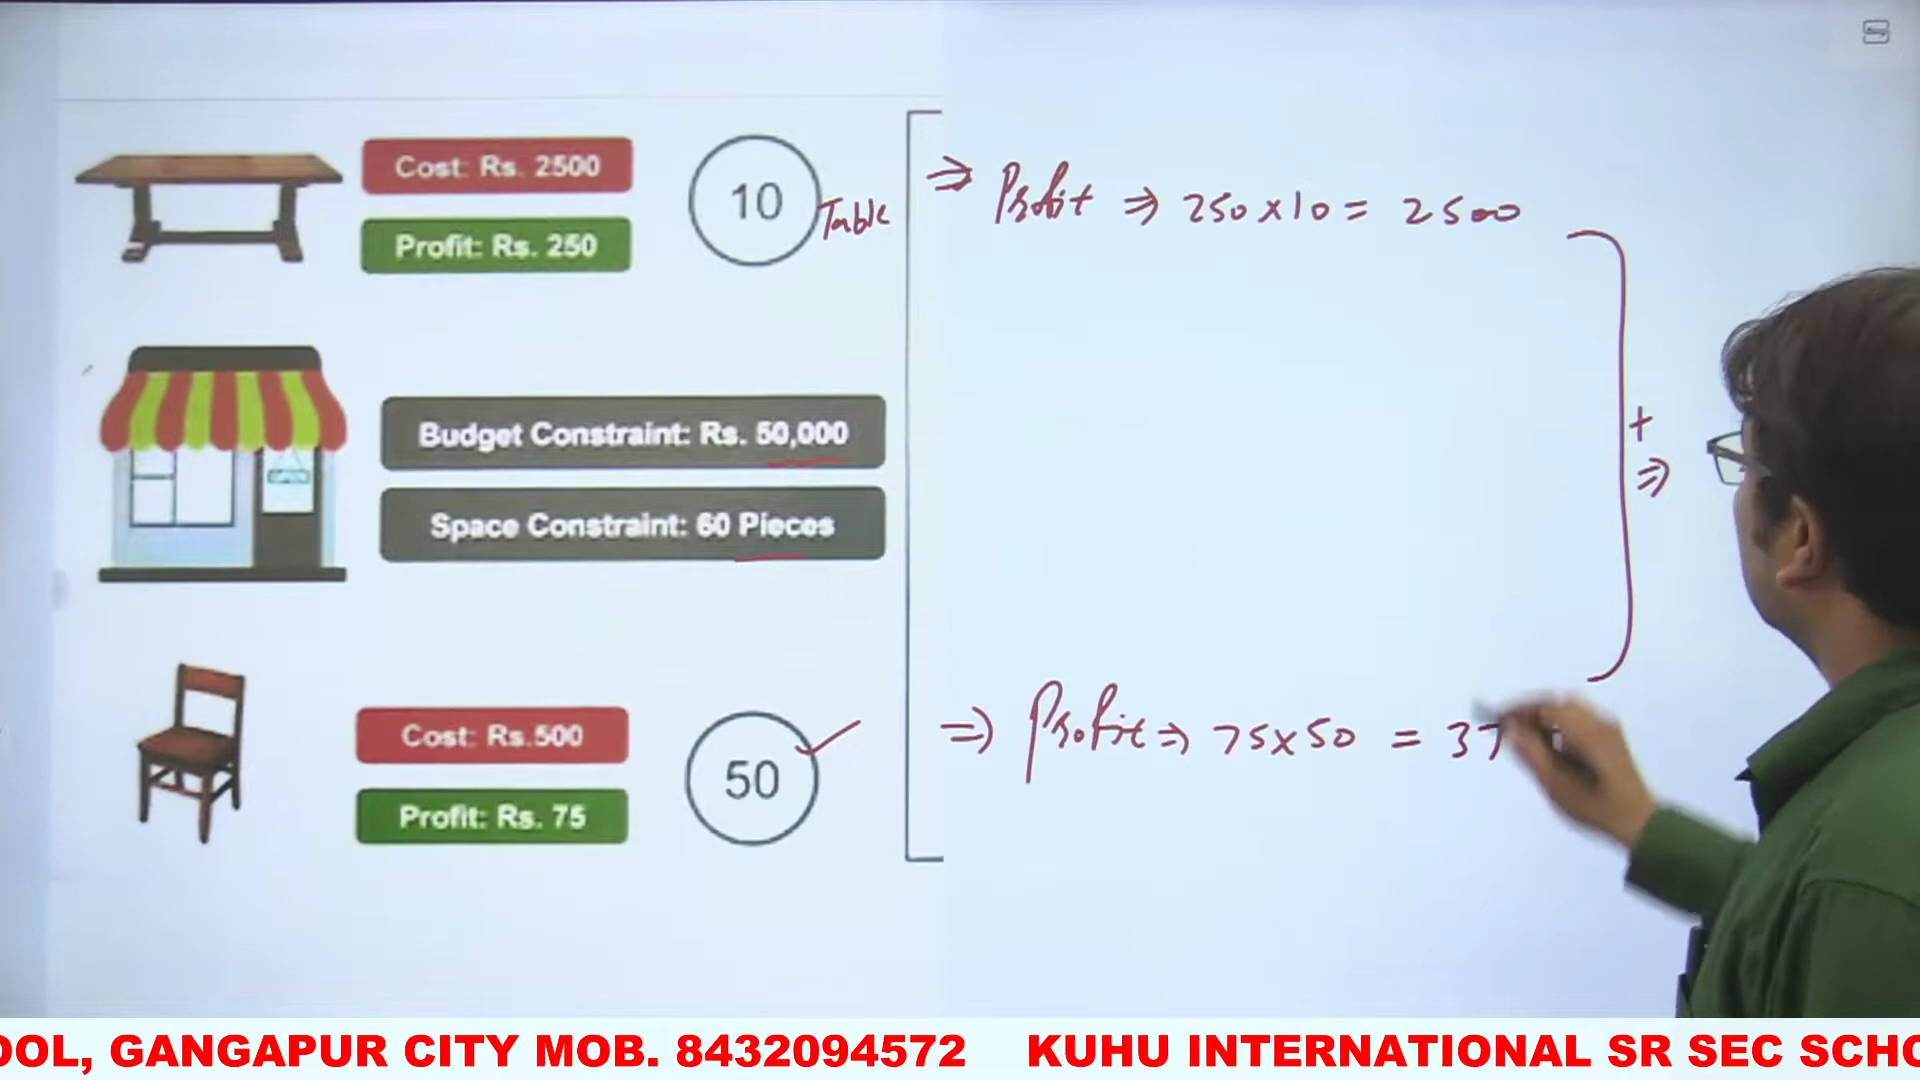 Cost: Rs. 2500
Profit: Rs. 250
10
Table
⇒ Profit ⇒ 250×10 = 2500
Budget Constraint: Rs. 50,000
Space Constraint: 60 Pieces
OPEN
+
⇒
Cost: Rs.500
Profit: Rs. 75
50
⇒ Profit ⇒ 75×50 = 37
OOL, GANGAPUR CITY MOB. 8432094572 KUHU INTERNATIONAL SR SEC SCHO